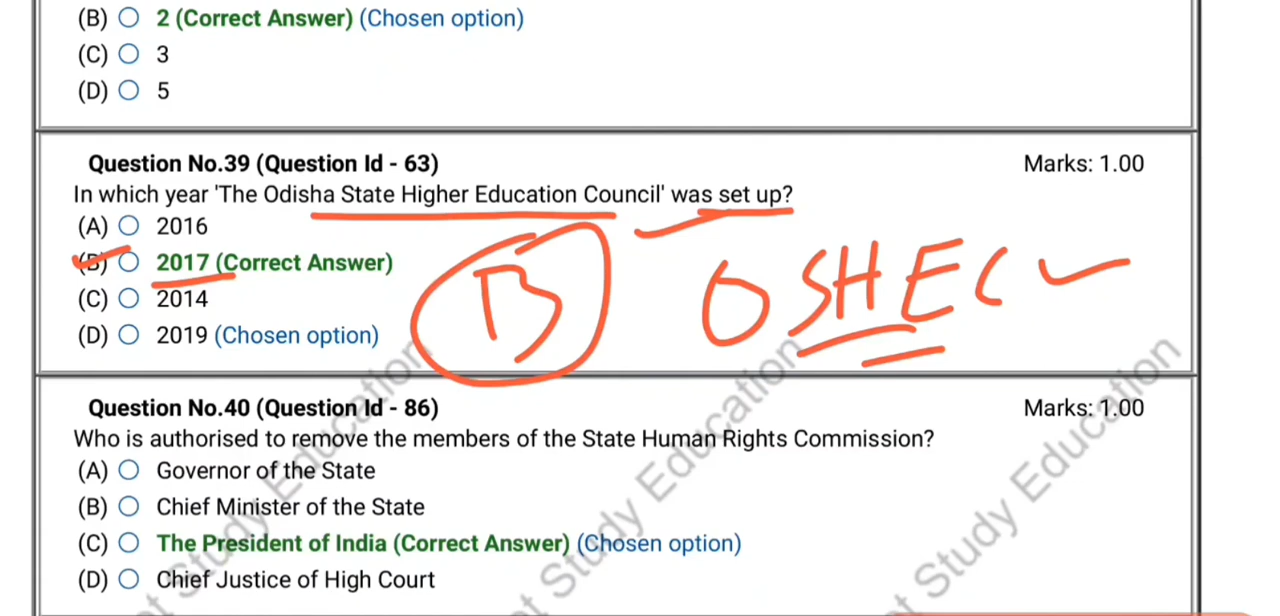 (B) 2 (Correct Answer) (Chosen option)
(C) 3
(D) 5
Question No.39 (Question Id - 63) Marks: 1.00
In which year 'The Odisha State Higher Education Council' was set up?
(A) 2016
(B) 2017 (Correct Answer)
(C) 2014
(D) 2019 (Chosen option)
B OSHEC
Question No.40 (Question Id - 86) Marks: 1.00
Who is authorised to remove the members of the State Human Rights Commission?
(A) Governor of the State
(B) Chief Minister of the State
(C) The President of India (Correct Answer) (Chosen option)
(D) Chief Justice of High Court
Study Education
t Study Education
Study Education